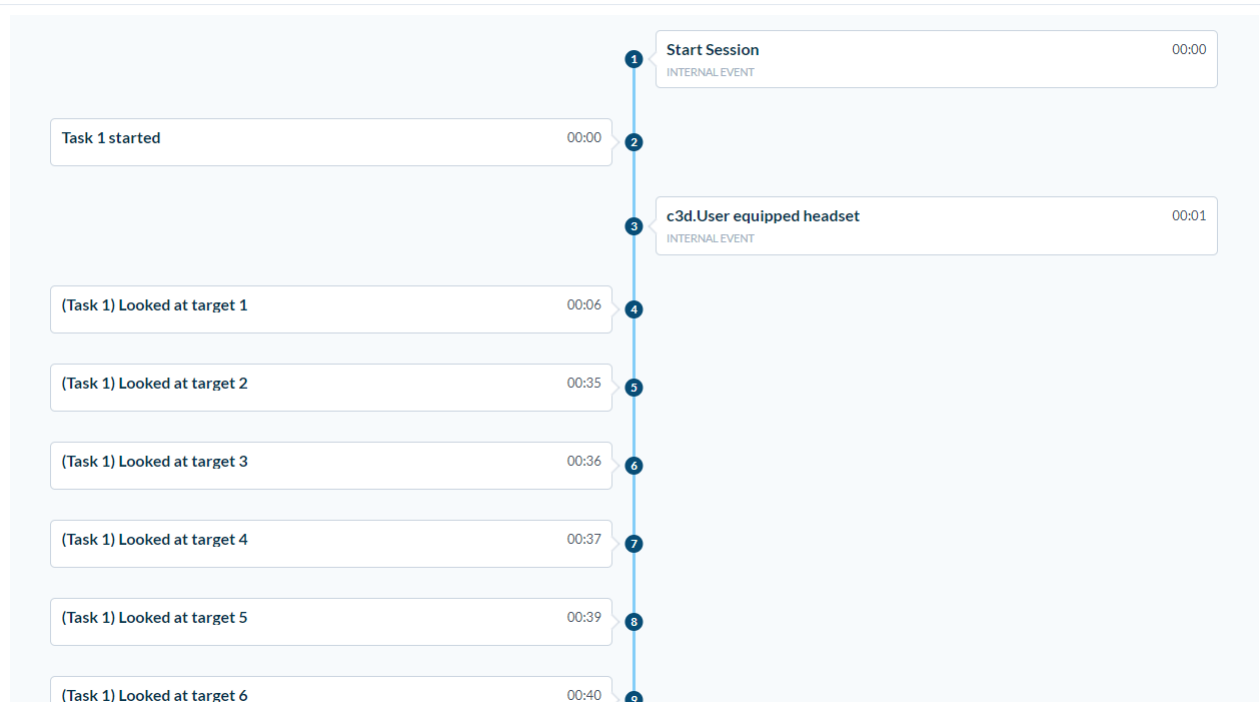 Start Session 00:00
INTERNAL EVENT
1
Task 1 started 00:00
2
c3d.User equipped headset 00:01
INTERNAL EVENT
3
(Task 1) Looked at target 1 00:06
4
(Task 1) Looked at target 2 00:35
5
(Task 1) Looked at target 3 00:36
6
(Task 1) Looked at target 4 00:37
7
(Task 1) Looked at target 5 00:39
8
(Task 1) Looked at target 6 00:40
9